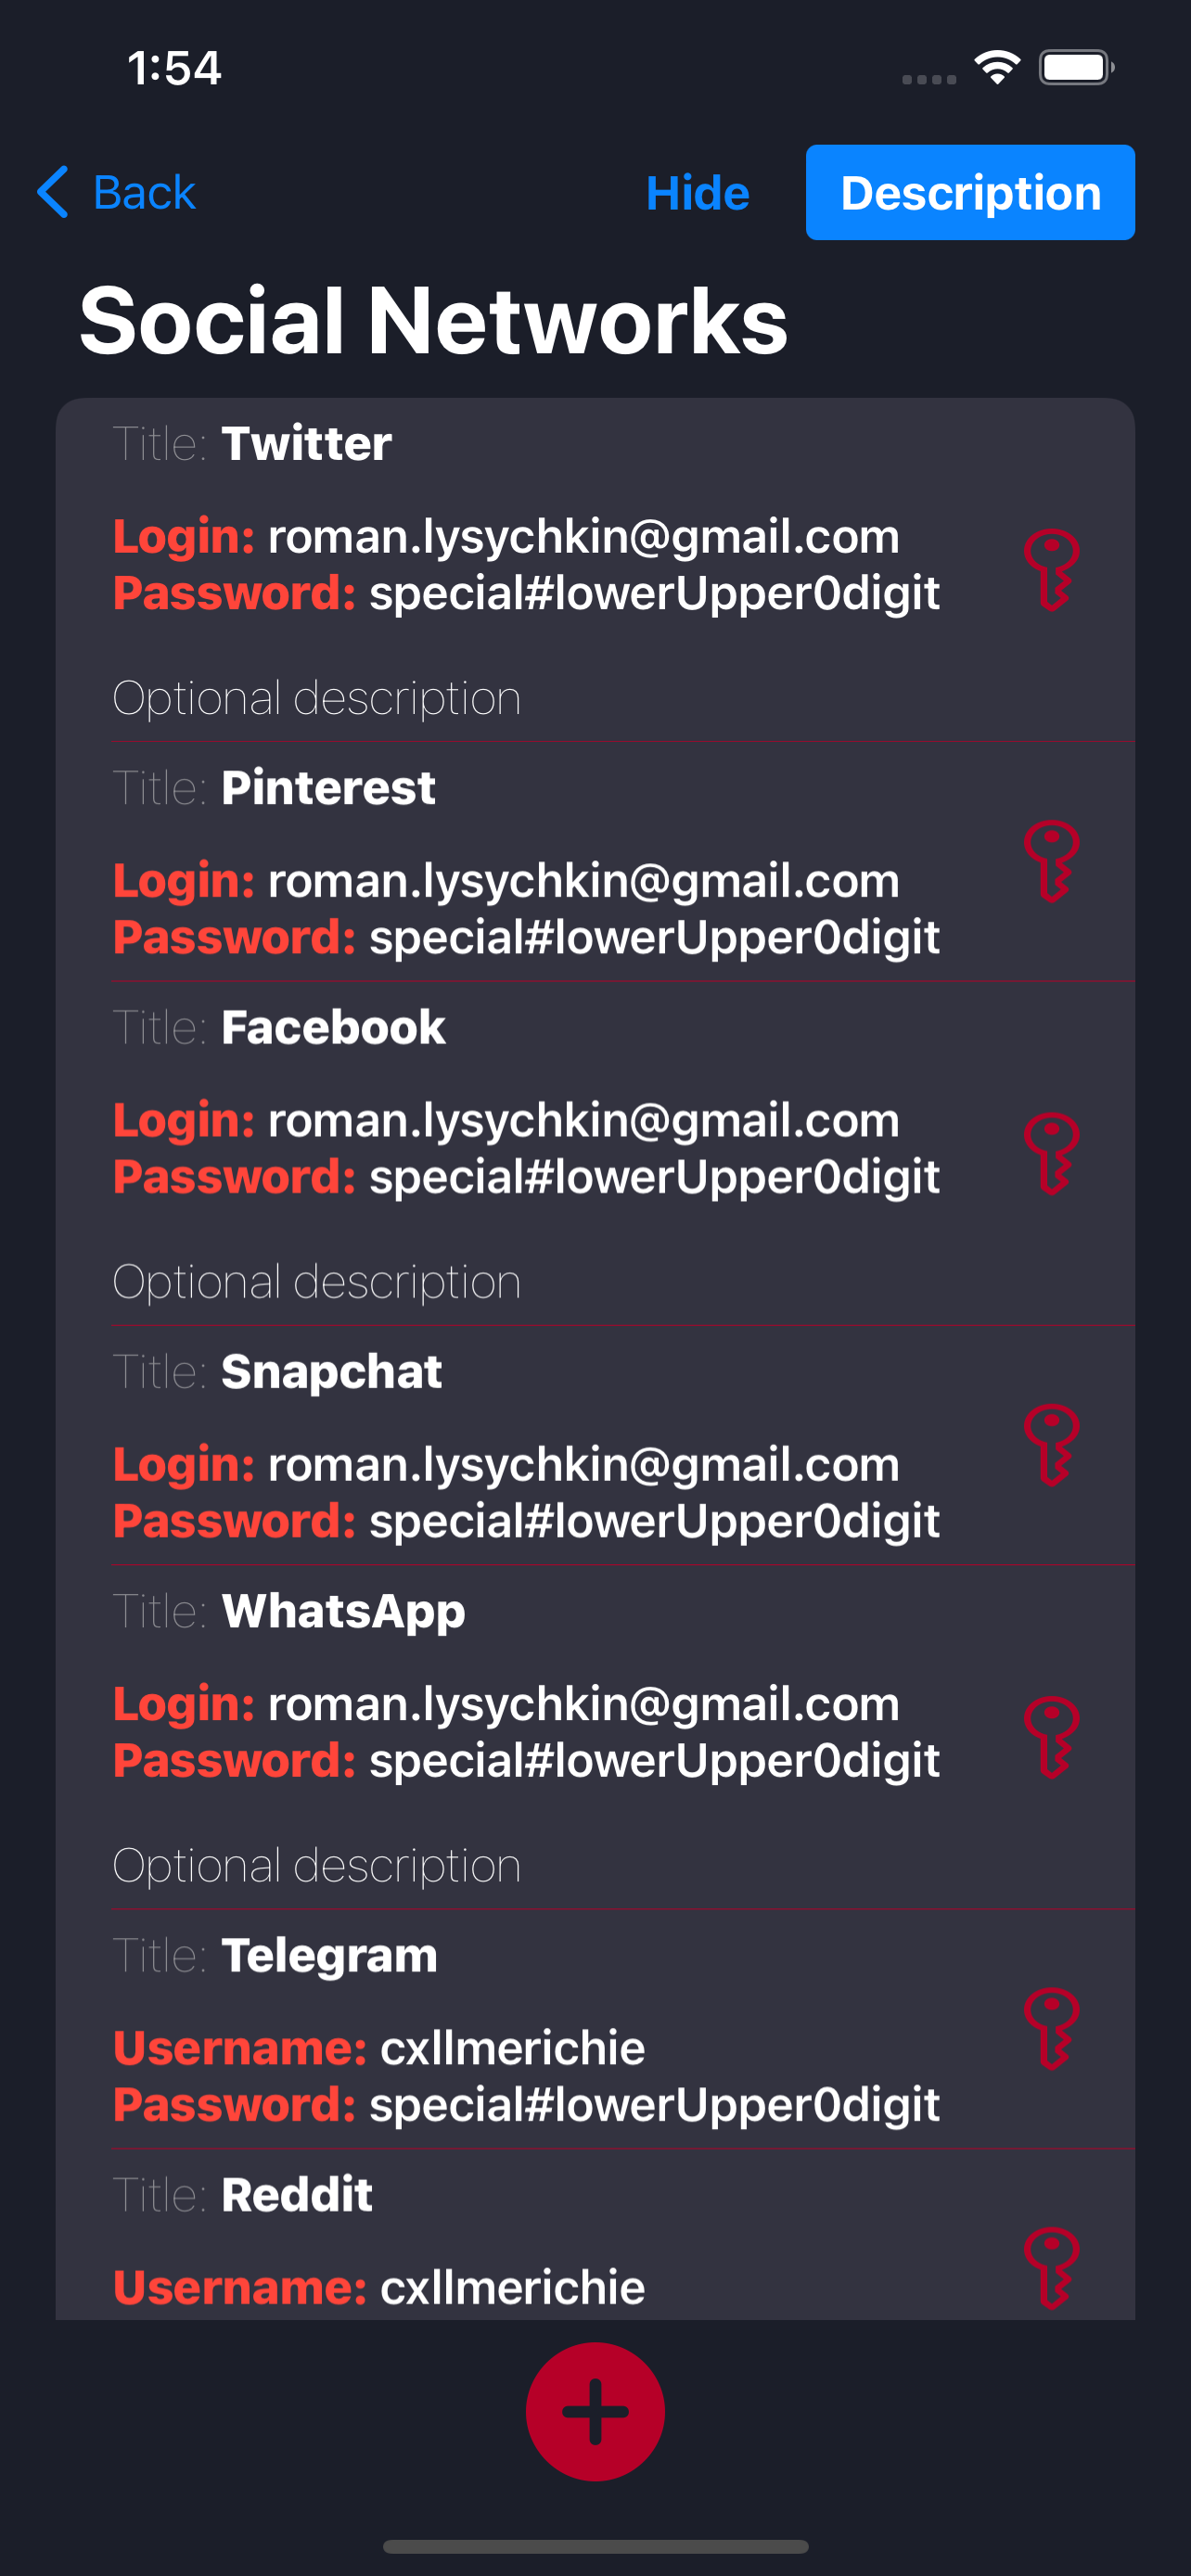 1:54
Back
Hide
Description
Social Networks
Title: Twitter
Login: roman.lysychkin@gmail.com
Password: special#lowerUpper0digit
Optional description
Title: Pinterest
Login: roman.lysychkin@gmail.com
Password: special#lowerUpper0digit
Title: Facebook
Login: roman.lysychkin@gmail.com
Password: special#lowerUpper0digit
Optional description
Title: Snapchat
Login: roman.lysychkin@gmail.com
Password: special#lowerUpper0digit
Title: WhatsApp
Login: roman.lysychkin@gmail.com
Password: special#lowerUpper0digit
Optional description
Title: Telegram
Username: cxllmerichie
Password: special#lowerUpper0digit
Title: Reddit
Username: cxllmerichie